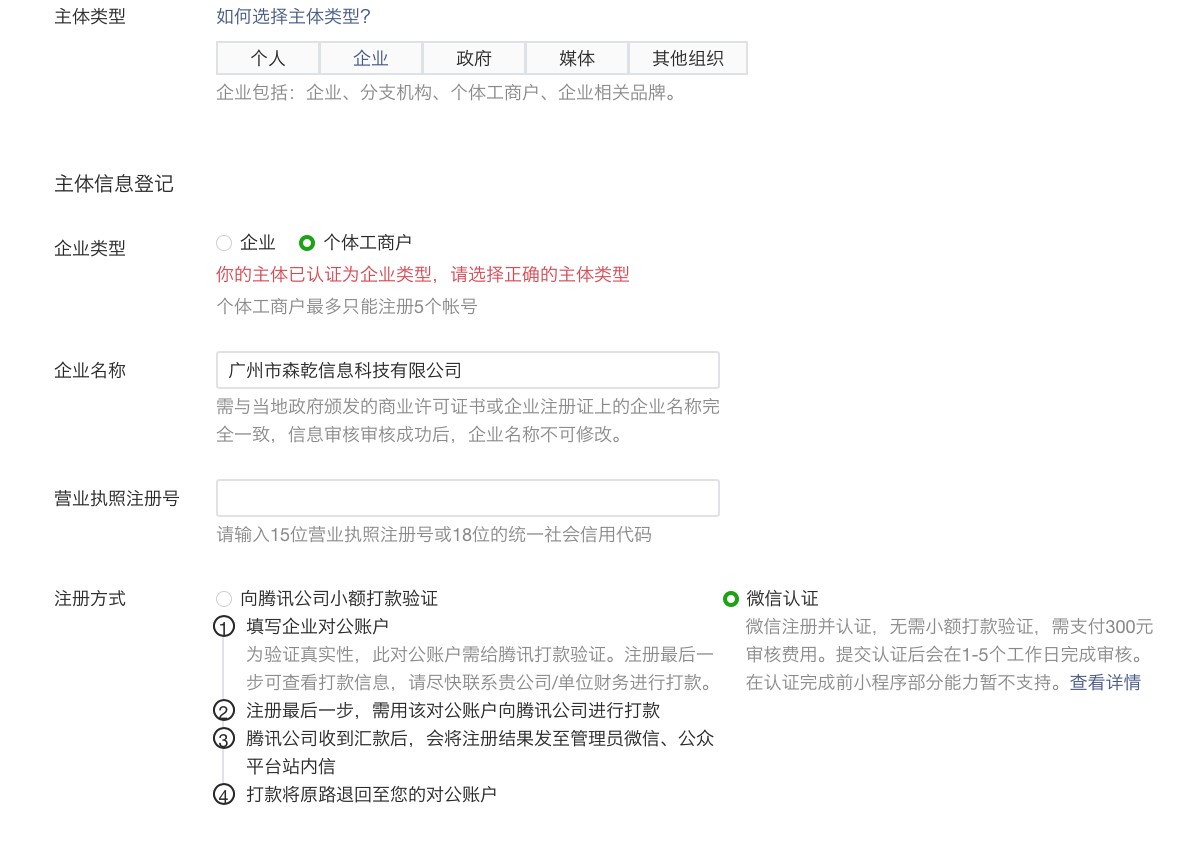 主体类型
如何选择主体类型?
个人 企业 政府 媒体 其他组织
企业包括：企业、分支机构、个体工商户、企业相关品牌。
主体信息登记
企业类型
企业 个体工商户
你的主体已认证为企业类型，请选择正确的主体类型
个体工商户最多只能注册5个帐号
企业名称
广州市森乾信息科技有限公司
需与当地政府颁发的商业许可证书或企业注册证上的企业名称完
全一致，信息审核审核成功后，企业名称不可修改。
营业执照注册号
请输入15位营业执照注册号或18位的统一社会信用代码
注册方式
向腾讯公司小额打款验证
1 填写企业对公账户
为验证真实性，此对公账户需给腾讯打款验证。注册最后一
步可查看打款信息，请尽快联系贵公司/单位财务进行打款。
2 注册最后一步，需用该对公账户向腾讯公司进行打款
3 腾讯公司收到汇款后，会将注册结果发至管理员微信、公众
平台站内信
4 打款将原路退回至您的对公账户
微信认证
微信注册并认证，无需小额打款验证，需支付300元
审核费用。提交认证后会在1-5个工作日完成审核。
在认证完成前小程序部分能力暂不支持。查看详情